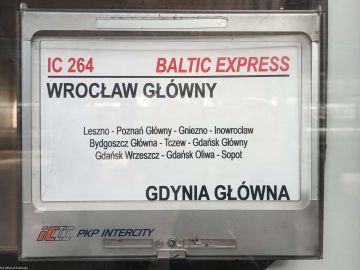 IC 264 BALTIC EXPRESS
WROCŁAW GŁÓWNY
Leszno - Poznań Główny - Gniezno - Inowrocław
Bydgoszcz Główna - Tczew - Gdańsk Główny
Gdańsk Wrzeszcz - Gdańsk Oliwa - Sopot
GDYNIA GŁÓWNA
IC PKP INTERCITY